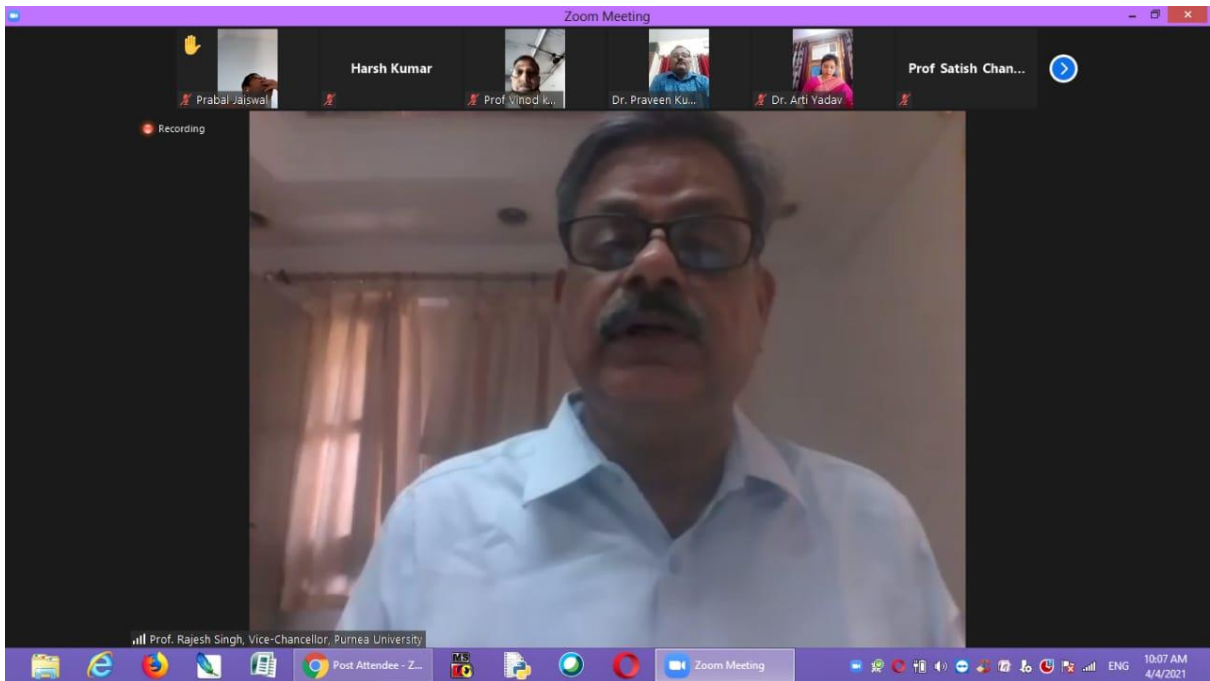 Zoom Meeting
Harsh Kumar
Prof Satish Chan...
Prabal Jaiswal
Prof Vinod k...
Dr. Praveen Ku...
Dr. Arti Yadav
Recording
Prof. Rajesh Singh, Vice-Chancellor, Purnea University
Post Attendee - Z...
MS
Zoom Meeting
ENG
10:07 AM
4/4/2021